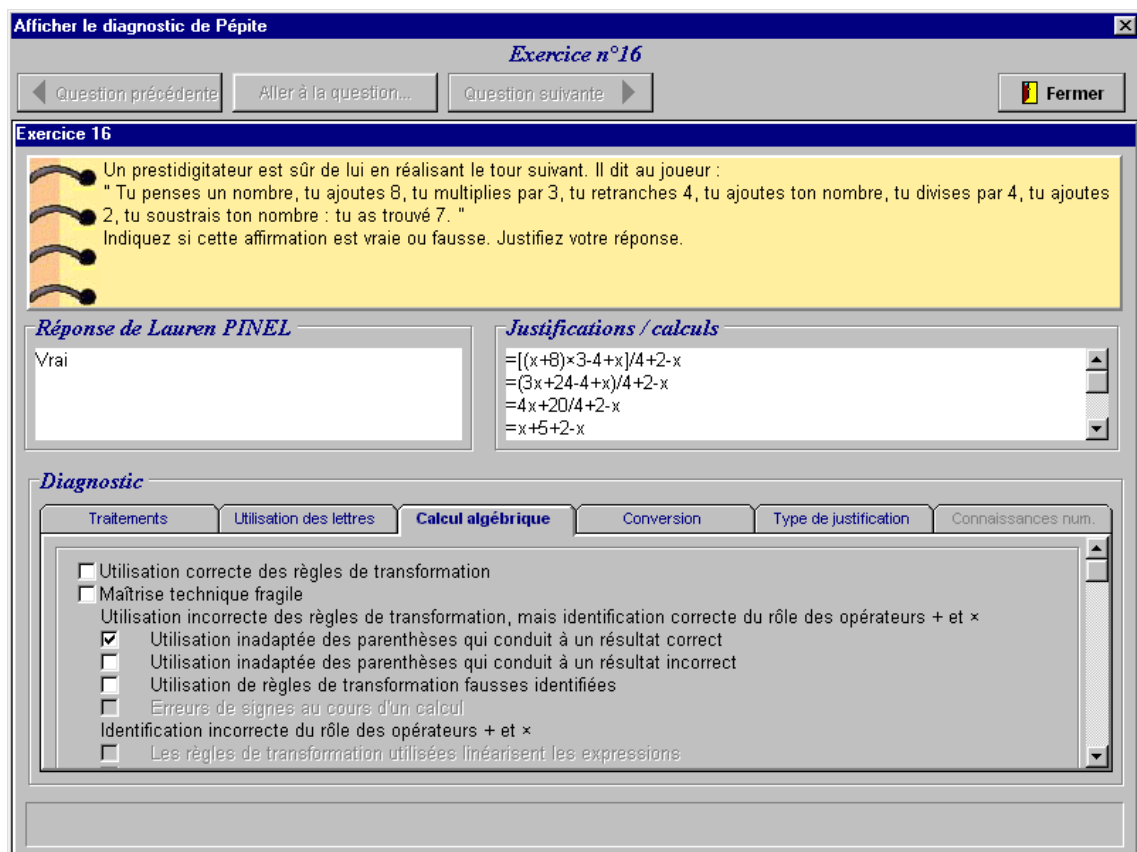 Afficher le diagnostic de Pépite
Exercice n°16
Question précédente
Aller à la question...
Question suivante
Fermer
Exercice 16
Un prestidigitateur est sûr de lui en réalisant le tour suivant. Il dit au joueur :
" Tu penses un nombre, tu ajoutes 8, tu multiplies par 3, tu retranches 4, tu ajoutes ton nombre, tu divises par 4, tu ajoutes
2, tu soustrais ton nombre : tu as trouvé 7. "
Indiquez si cette affirmation est vraie ou fausse. Justifiez votre réponse.
Réponse de Lauren PINEL
Vrai
Justifications / calculs
=[(x+8)×3-4+x]/4+2-x
=(3x+24-4+x)/4+2-x
=4x+20/4+2-x
=x+5+2-x
Diagnostic
Traitements
Utilisation des lettres
Calcul algébrique
Conversion
Type de justification
Connaissances num.
Utilisation correcte des règles de transformation
Maîtrise technique fragile
Utilisation incorrecte des règles de transformation, mais identification correcte du rôle des opérateurs + et ×
Utilisation inadaptée des parenthèses qui conduit à un résultat correct
Utilisation inadaptée des parenthèses qui conduit à un résultat incorrect
Utilisation de règles de transformation fausses identifiées
Erreurs de signes au cours d'un calcul
Identification incorrecte du rôle des opérateurs + et ×
Les règles de transformation utilisées linéarisent les expressions